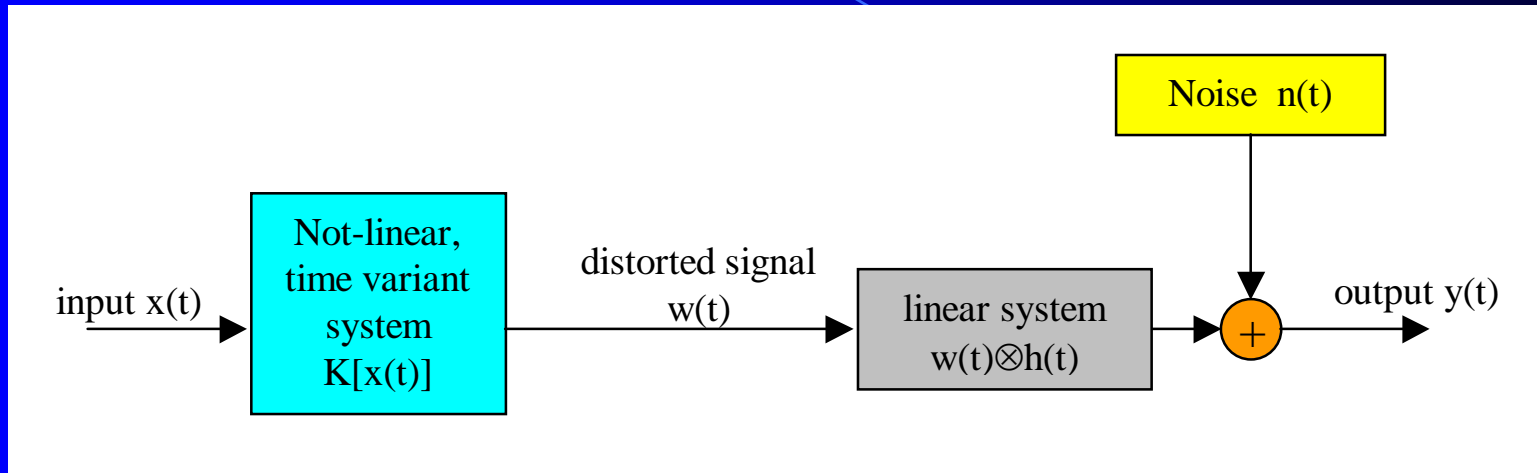 Noise n(t)
input x(t)
Not-linear,
time variant
system
K[x(t)]
distorted signal
w(t)
linear system
w(t)⊗h(t)
+
output y(t)